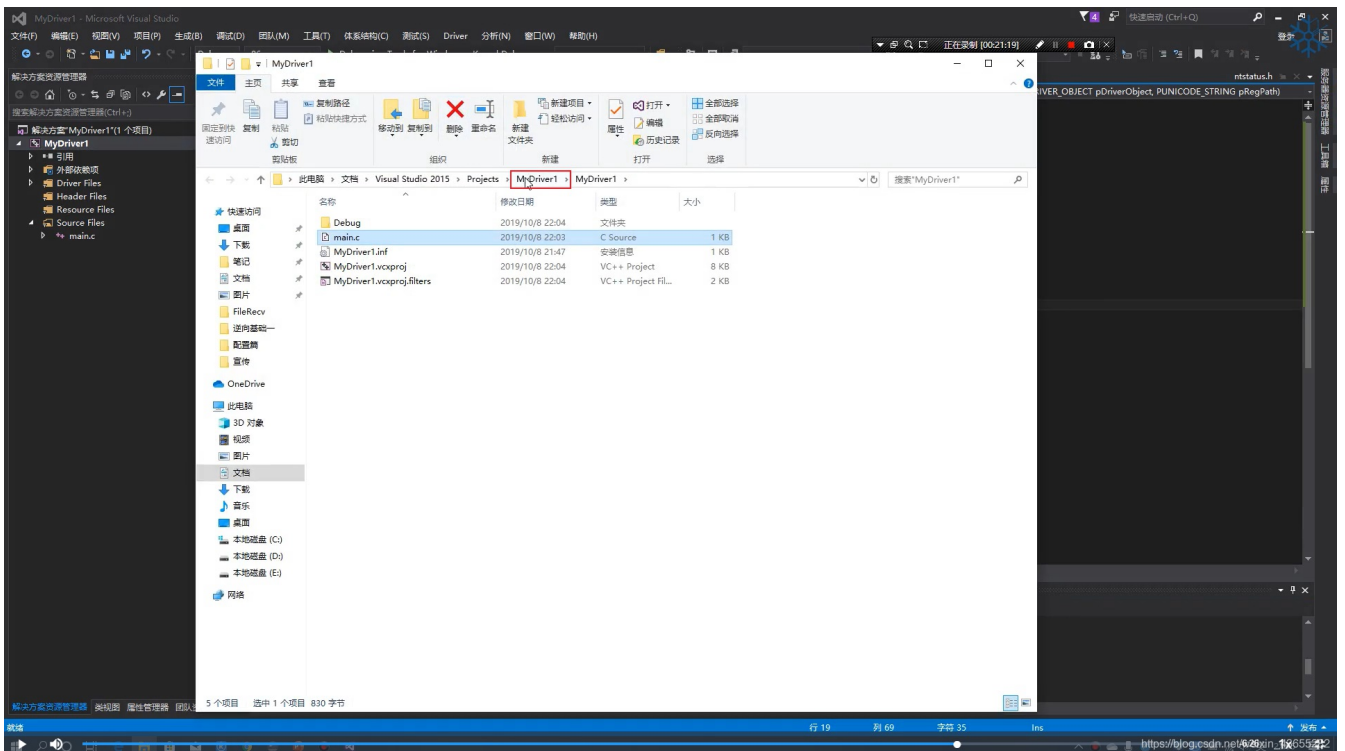 MyDriver1 - Microsoft Visual Studio
快速启动 (Ctrl+Q)
文件(F) 编辑(E) 视图(V) 项目(P) 生成(B) 调试(D) 团队(M) 工具(T) 体系结构(C) 测试(S) Driver 分析(N) 窗口(W) 帮助(H)
登录
正在录制 [00:21:19]
解决方案资源管理器
搜索解决方案资源管理器(Ctrl+;)
解决方案"MyDriver1"(1 个项目)
MyDriver1
引用
外部依赖项
Driver Files
Header Files
Resource Files
Source Files
main.c
ntstatus.h
RIVER_OBJECT pDriverObject, PUNICODE_STRING pRegPath)
工具箱
属性
MyDriver1
文件 主页 共享 查看
固定到快速访问
复制
粘贴
复制路径
粘贴快捷方式
剪切
剪贴板
移动到
复制到
删除
重命名
组织
新建文件夹
新建项目
轻松访问
新建
属性
打开
编辑
历史记录
打开
全部选择
全部取消
反向选择
选择
此电脑 › 文档 › Visual Studio 2015 › Projects › MyDriver1 › MyDriver1 ›
搜索"MyDriver1"
名称 修改日期 类型 大小
Debug 2019/10/8 22:04 文件夹
main.c 2019/10/8 22:03 C Source 1 KB
MyDriver1.inf 2019/10/8 21:47 安装信息 1 KB
MyDriver1.vcxproj 2019/10/8 22:04 VC++ Project 8 KB
MyDriver1.vcxproj.filters 2019/10/8 22:04 VC++ Project Fil... 2 KB
快速访问
桌面
下载
笔记
文档
图片
FileRecv
逆向基础一
配置篇
宣传
OneDrive
此电脑
3D 对象
视频
图片
文档
下载
音乐
桌面
本地磁盘 (C:)
本地磁盘 (D:)
本地磁盘 (E:)
网络
5 个项目 选中 1 个项目 830 字节
解决方案资源管理器 类视图 属性管理器
就绪
行 19 列 69 字符 35 Ins
发布